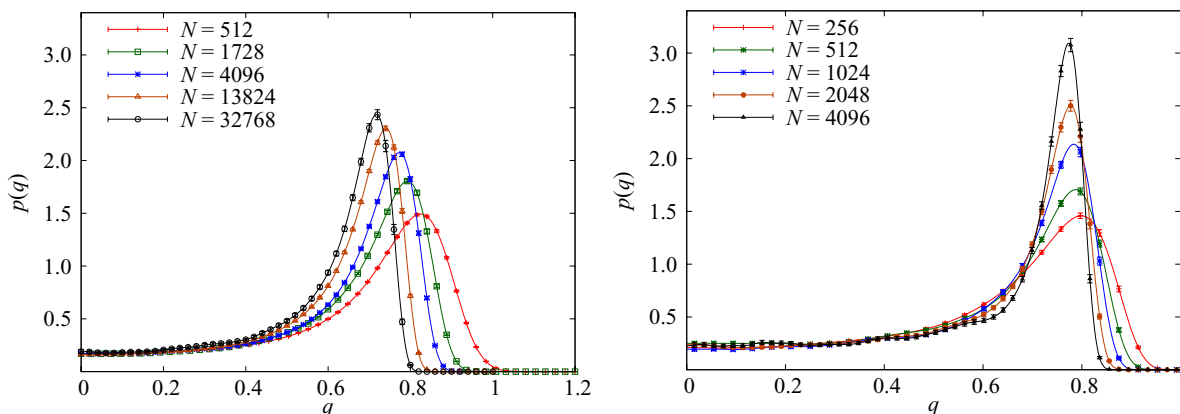 3.0
2.5
2.0
1.5
1.0
0.5
p(q)
N = 512
N = 1728
N = 4096
N = 13824
N = 32768
0 0.2 0.4 0.6 0.8 1.0 1.2
q
3.0
2.5
2.0
1.5
1.0
0.5
p(q)
N = 256
N = 512
N = 1024
N = 2048
N = 4096
0 0.2 0.4 0.6 0.8
q